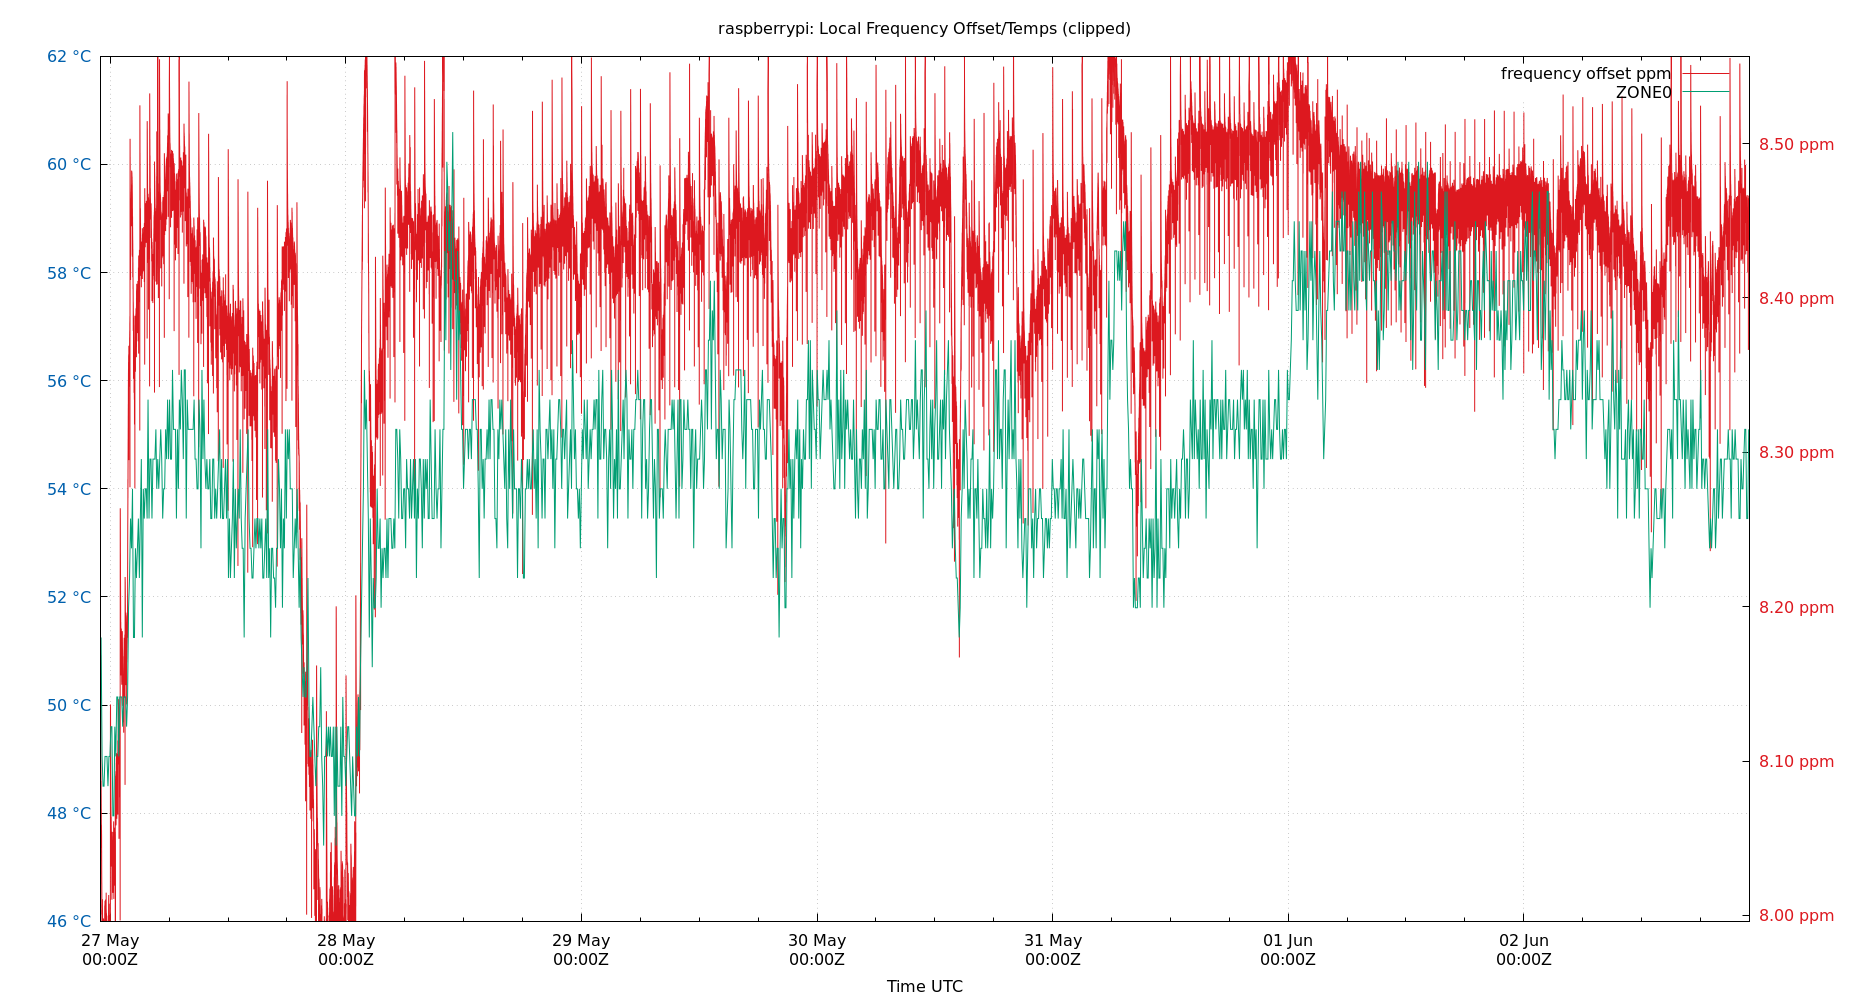 raspberrypi: Local Frequency Offset/Temps (clipped)
62 °C
60 °C
58 °C
56 °C
54 °C
52 °C
50 °C
48 °C
46 °C
frequency offset ppm
ZONE0
8.50 ppm
8.40 ppm
8.30 ppm
8.20 ppm
8.10 ppm
8.00 ppm
27 May 28 May 29 May 30 May 31 May 01 Jun 02 Jun
00:00Z 00:00Z 00:00Z 00:00Z 00:00Z 00:00Z 00:00Z
Time UTC